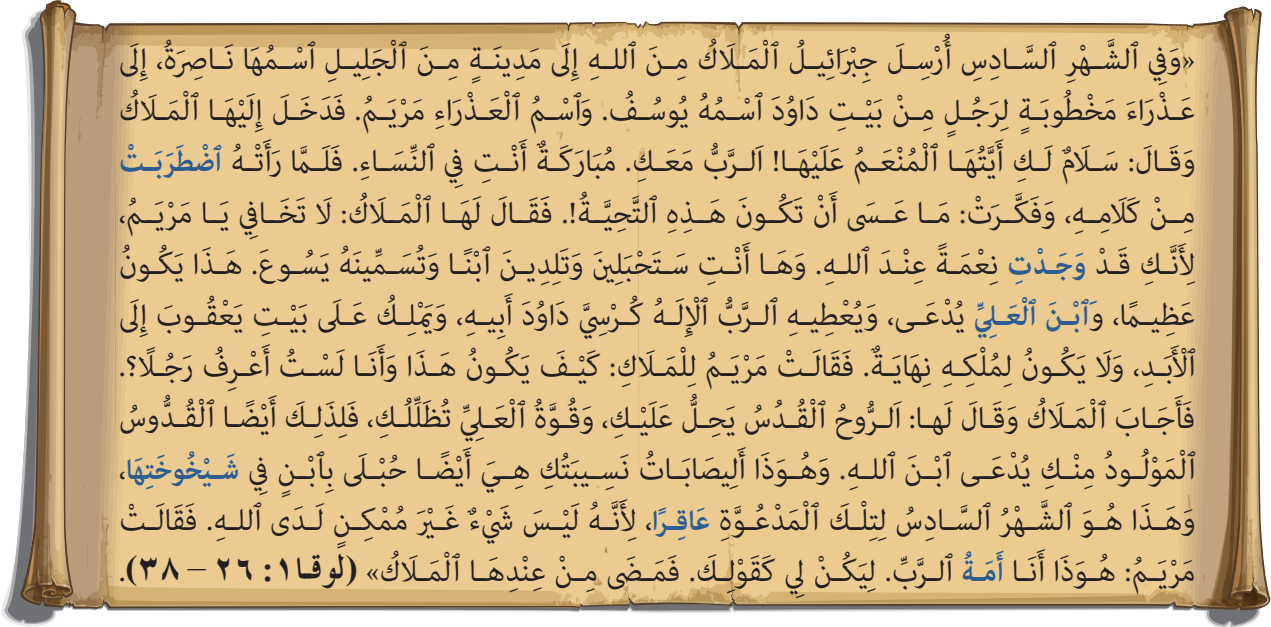 «وَفِي ٱلشَّهْرِ ٱلسَّادِسِ أُرْسِلَ جِبْرَائِيلُ ٱلْمَلَاكُ مِنَ ٱللهِ إِلَى مَدِينَةٍ مِنَ ٱلْجَلِيلِ ٱسْمُهَا نَاصِرَةُ، إِلَى
عَذْرَاءَ مَخْطُوبَةٍ لِرَجُلٍ مِنْ بَيْتِ دَاوُدَ ٱسْمُهُ يُوسُفُ. وَٱسْمُ ٱلْعَذْرَاءِ مَرْيَمُ. فَدَخَلَ إِلَيْهَا ٱلْمَلَاكُ
وَقَالَ: سَلَامٌ لَكِ أَيَّتُهَا ٱلْمُنْعَمُ عَلَيْهَا! اَلرَّبُّ مَعَكِ. مُبَارَكَةٌ أَنْتِ فِي ٱلنِّسَاءِ. فَلَمَّا رَأَتْهُ ٱضْطَرَبَتْ
مِنْ كَلَامِهِ، وَفَكَّرَتْ: مَا عَسَى أَنْ تَكُونَ هَذِهِ ٱلتَّحِيَّةُ!. فَقَالَ لَهَا ٱلْمَلَاكُ: لَا تَخَافِي يَا مَرْيَمُ،
لِأَنَّكِ قَدْ وَجَدْتِ نِعْمَةً عِنْدَ ٱللهِ. وَهَا أَنْتِ سَتَحْبَلِينَ وَتَلِدِينَ ٱبْنًا وَتُسَمِّينَهُ يَسُوعَ. هَذَا يَكُونُ
عَظِيمًا، وَٱبْنَ ٱلْعَلِيِّ يُدْعَى، وَيُعْطِيهِ ٱلرَّبُّ ٱلْإِلَهُ كُرْسِيَّ دَاوُدَ أَبِيهِ، وَيَمْلِكُ عَلَى بَيْتِ يَعْقُوبَ إِلَى
ٱلْأَبَدِ، وَلَا يَكُونُ لِمُلْكِهِ نِهَايَةٌ. فَقَالَتْ مَرْيَمُ لِلْمَلَاكِ: كَيْفَ يَكُونُ هَذَا وَأَنَا لَسْتُ أَعْرِفُ رَجُلًا؟.
فَأَجَابَ ٱلْمَلَاكُ وَقَالَ لَها: اَلرُّوحُ ٱلْقُدُسُ يَحِلُّ عَلَيْكِ، وَقُوَّةُ ٱلْعَلِيِّ تُظَلِّلُكِ، فَلِذَلِكَ أَيْضًا ٱلْقُدُّوسُ
ٱلْمَوْلُودُ مِنْكِ يُدْعَى ٱبْنَ ٱللهِ. وَهُوَذَا أَلِيصَابَاتُ نَسِيبَتُكِ هِيَ أَيْضًا حُبْلَى بِٱبْنٍ فِي شَيْخُوخَتِهَا،
وَهَذَا هُوَ ٱلشَّهْرُ ٱلسَّادِسُ لِتِلْكَ ٱلْمَدْعُوَّةِ عَاقِرًا، لِأَنَّهُ لَيْسَ شَيْءٌ غَيْرَ مُمْكِنٍ لَدَى ٱللهِ. فَقَالَتْ
مَرْيَمُ: هُوَذَا أَنَا أَمَةُ ٱلرَّبِّ. لِيَكُنْ لِي كَقَوْلِكَ. فَمَضَى مِنْ عِنْدِهَا ٱلْمَلَاكُ» (لوقا١: ٢٦ – ٣٨).